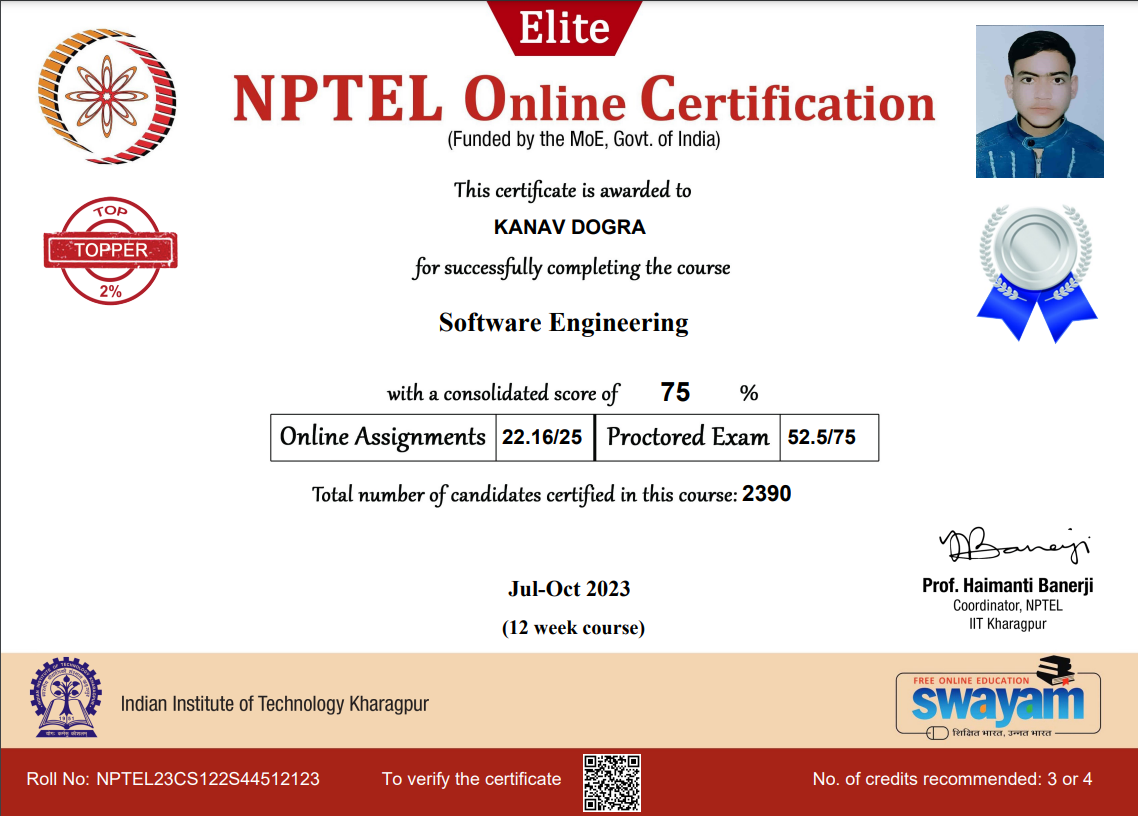 Elite
NPTEL Online Certification
(Funded by the MoE, Govt. of India)
This certificate is awarded to
KANAV DOGRA
for successfully completing the course
Software Engineering
TOP
TOPPER
2%
with a consolidated score of 75 %
Online Assignments 22.16/25 Proctored Exam 52.5/75
Total number of candidates certified in this course: 2390
Jul-Oct 2023
(12 week course)
Prof. Haimanti Banerji
Coordinator, NPTEL
IIT Kharagpur
Indian Institute of Technology Kharagpur
FREE ONLINE EDUCATION
swayam
शिक्षित भारत, उन्नत भारत
Roll No: NPTEL23CS122S44512123 To verify the certificate No. of credits recommended: 3 or 4